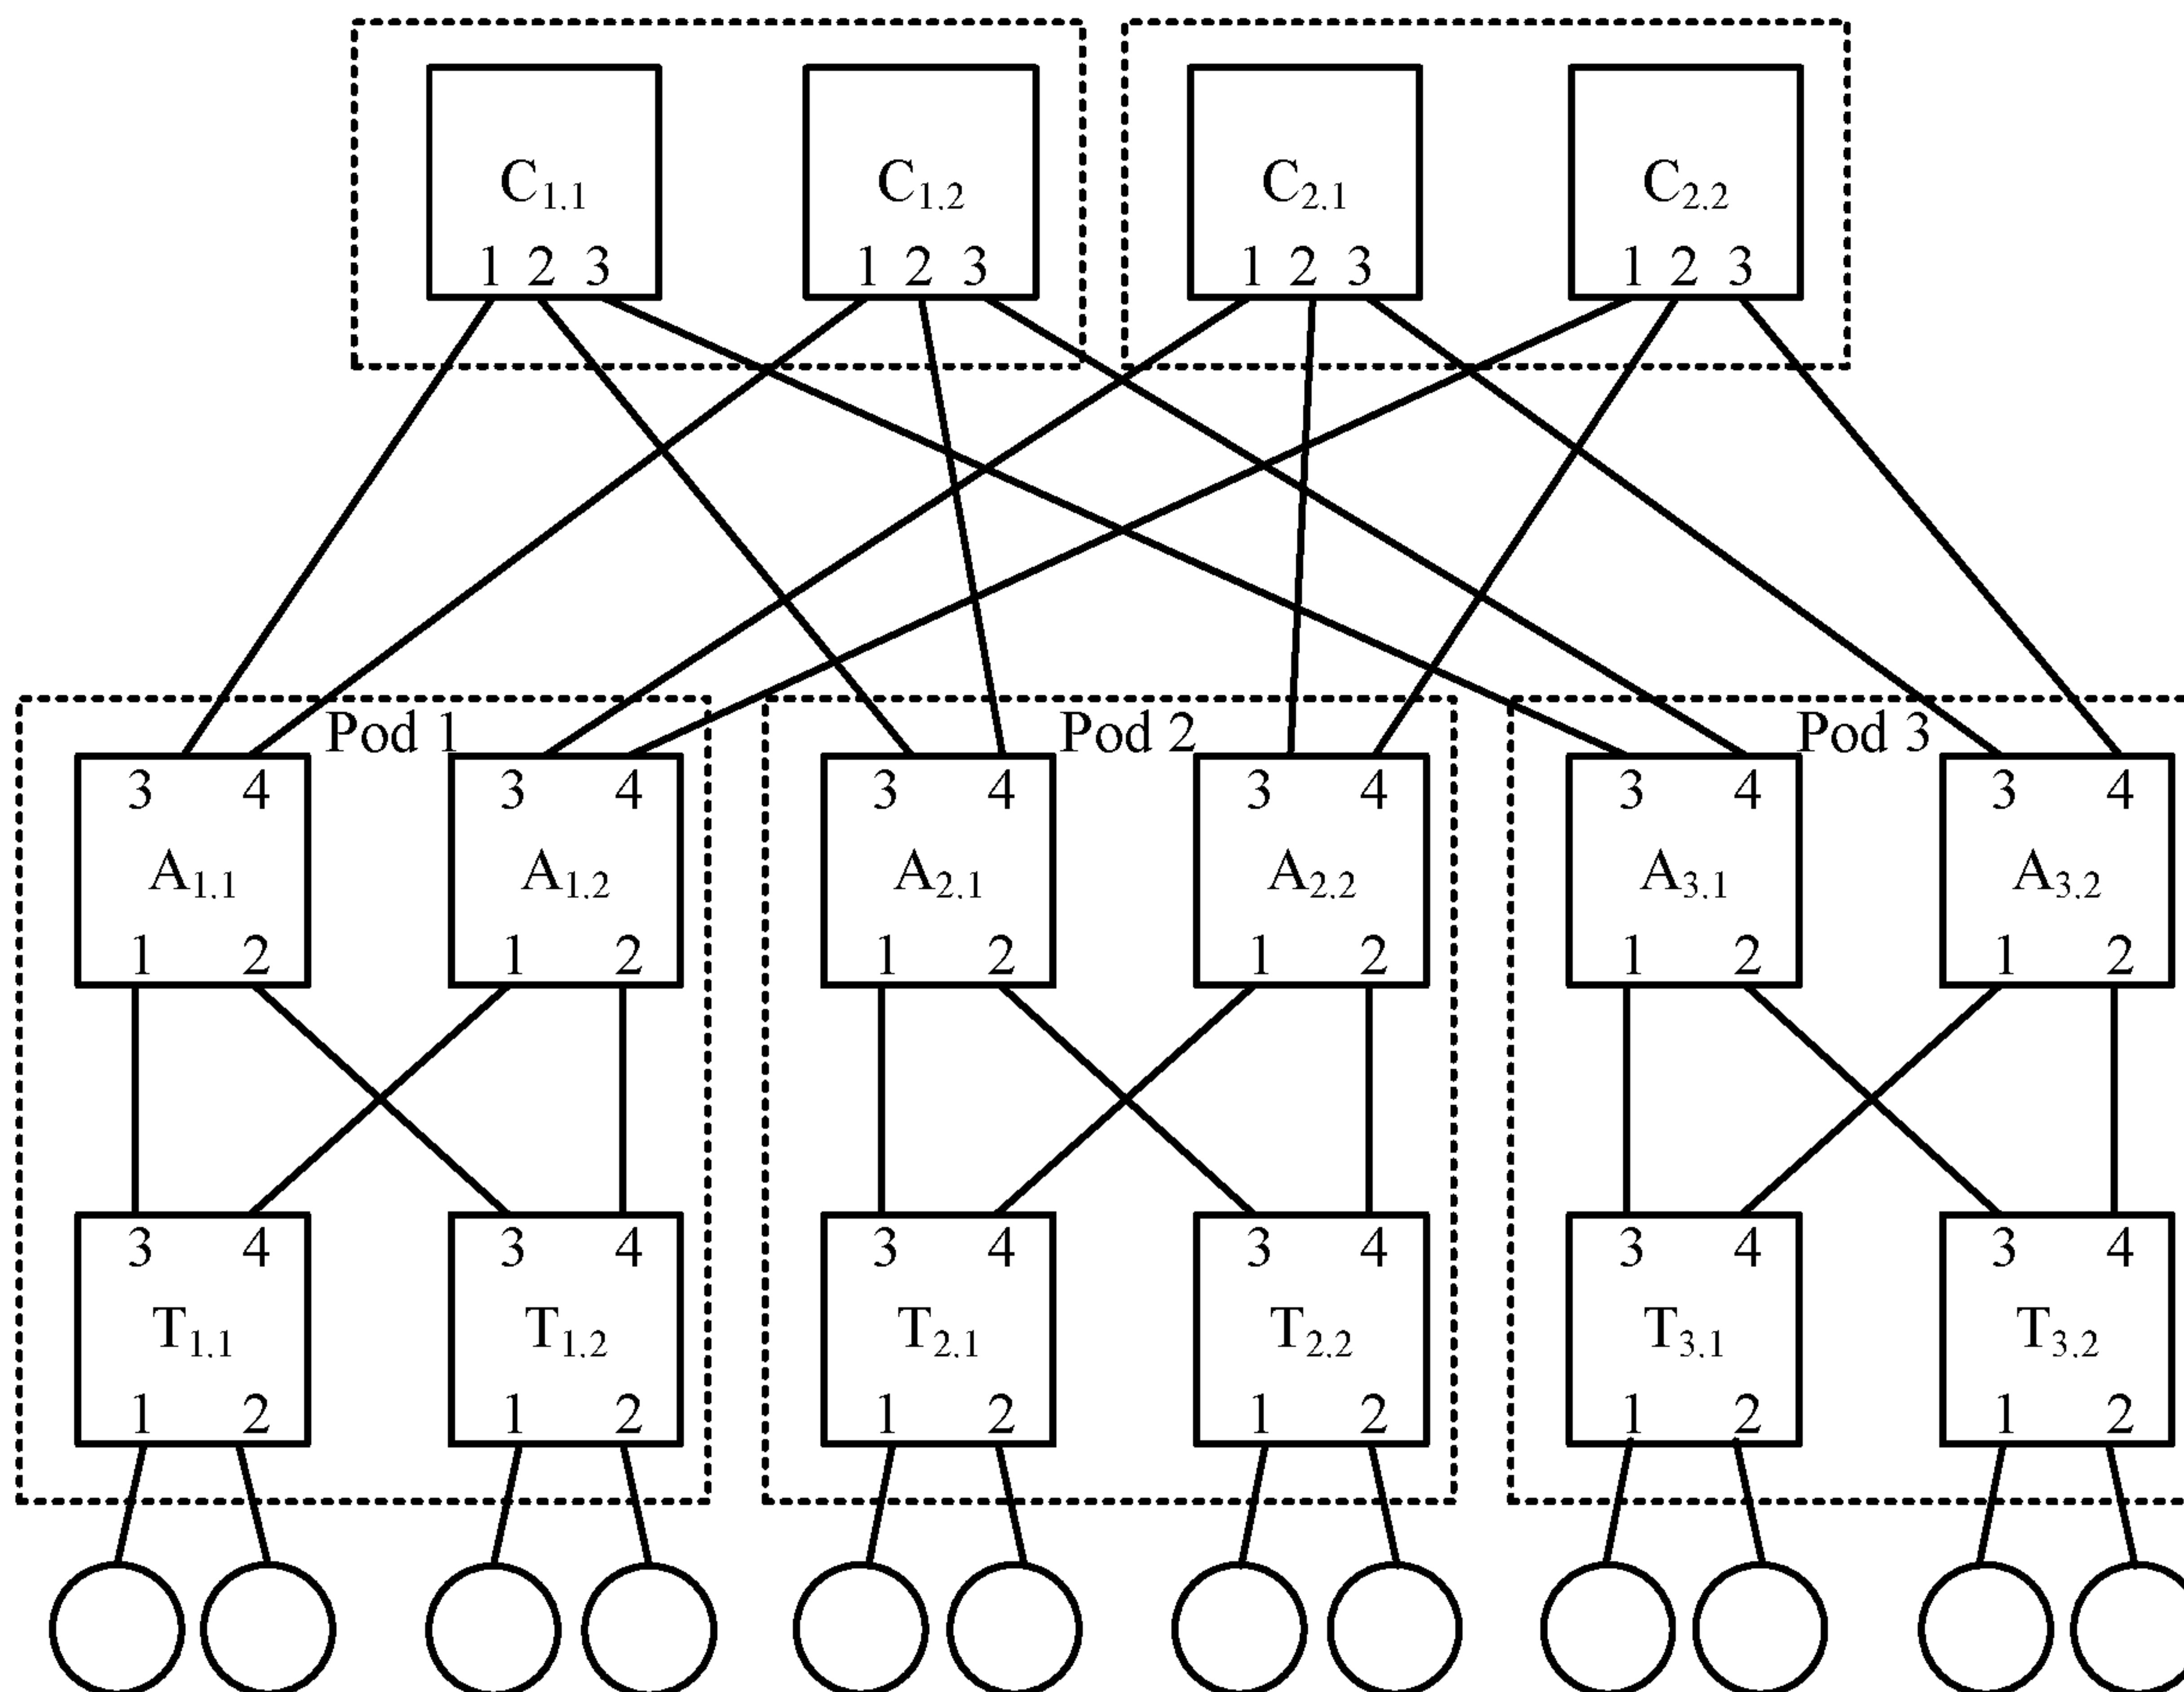 C1,1 C1,2 C2,1 C2,2
1 2 3 1 2 3 1 2 3 1 2 3
Pod 1 Pod 2 Pod 3
3 4 3 4 3 4 3 4 3 4 3 4
A1,1 A1,2 A2,1 A2,2 A3,1 A3,2
1 2 1 2 1 2 1 2 1 2 1 2
3 4 3 4 3 4 3 4 3 4 3 4
T1,1 T1,2 T2,1 T2,2 T3,1 T3,2
1 2 1 2 1 2 1 2 1 2 1 2